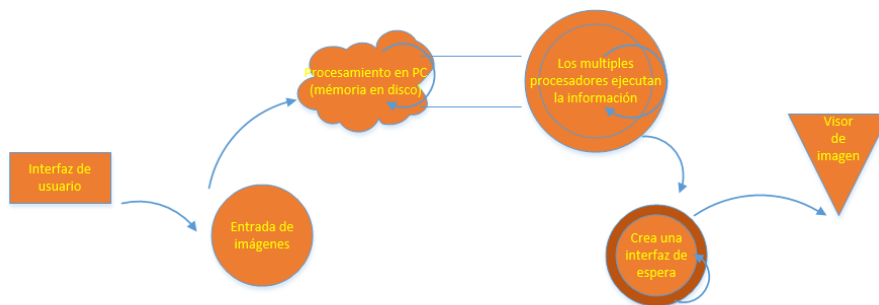 Interfaz de
usuario
Entrada de
imágenes
Procesamiento en PC
(mémoria en disco)
Los multiples
procesadores ejecutan
la información
Crea una
interfaz de
espera
Visor
de
imagen